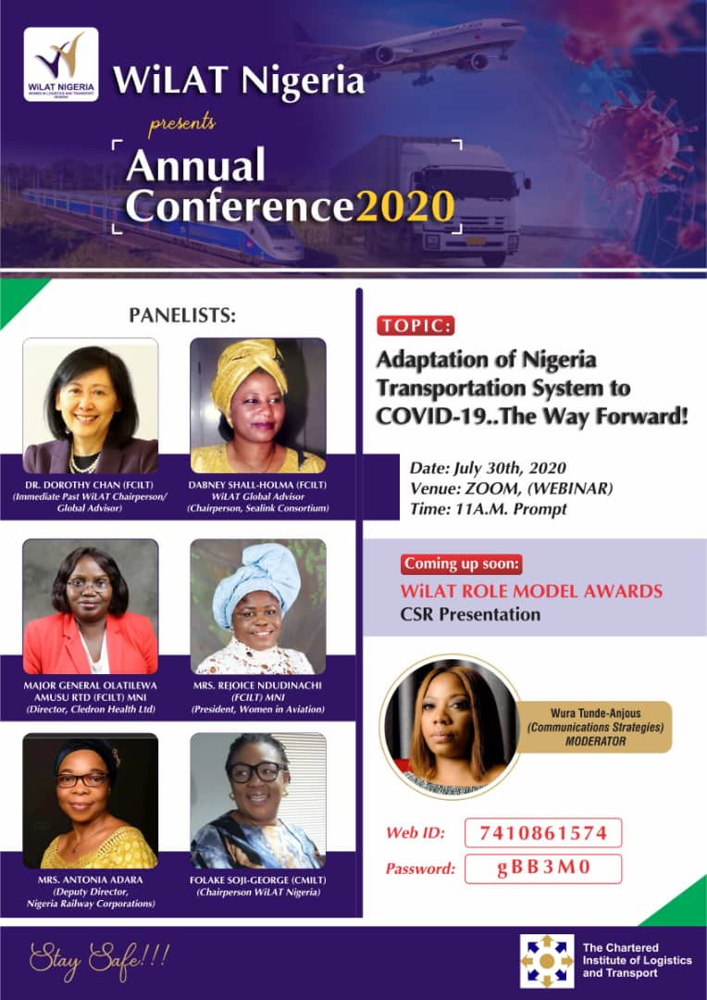 WiLAT NIGERIA
WOMEN IN LOGISTICS AND TRANSPORT
NIGERIA
WiLAT Nigeria
presents
Annual
Conference2020
PANELISTS:
DR. DOROTHY CHAN (FCILT)
(Immediate Past WiLAT Chairperson/
Global Advisor)
DABNEY SHALL-HOLMA (FCILT)
WiLAT Global Advisor
(Chairperson, Sealink Consortium)
MAJOR GENERAL OLATILEWA
AMUSU RTD (FCILT) MNI
(Director, Cledron Health Ltd)
MRS. REJOICE NDUDINACHI
(FCILT) MNI
(President, Women in Aviation)
MRS. ANTONIA ADARA
(Deputy Director,
Nigeria Railway Corporations)
FOLAKE SOJI-GEORGE (CMILT)
(Chairperson WiLAT Nigeria)
TOPIC:
Adaptation of Nigeria
Transportation System to
COVID-19..The Way Forward!
Date: July 30th, 2020
Venue: ZOOM, (WEBINAR)
Time: 11A.M. Prompt
Coming up soon:
WiLAT ROLE MODEL AWARDS
CSR Presentation
Wura Tunde-Anjous
(Communications Strategies)
MODERATOR
Web ID: 7410861574
Password: gBB3M0
Stay Safe!!!
The Chartered
Institute of Logistics
and Transport